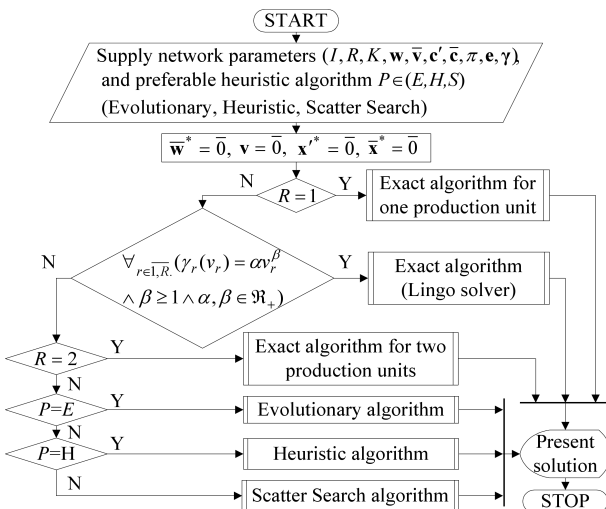 START
Supply network parameters (I, R, K, w, v̅, c′, c̅, π, e, γ),
and preferable heuristic algorithm P∈(E,H,S)
(Evolutionary, Heuristic, Scatter Search)
w̅* = 0̅, v = 0̅, x′* = 0̅, x̅* = 0̅
N
R = 1
Y
Exact algorithm for
one production unit
N
∀r∈1,R. (γr(vr) = αvr^β
∧ β ≥ 1 ∧ α, β ∈ ℜ+)
Y
Exact algorithm
(Lingo solver)
R = 2
Y
Exact algorithm for two
production units
N
P=E
Y
Evolutionary algorithm
N
P=H
Y
Heuristic algorithm
Present
solution
N
Scatter Search algorithm
STOP